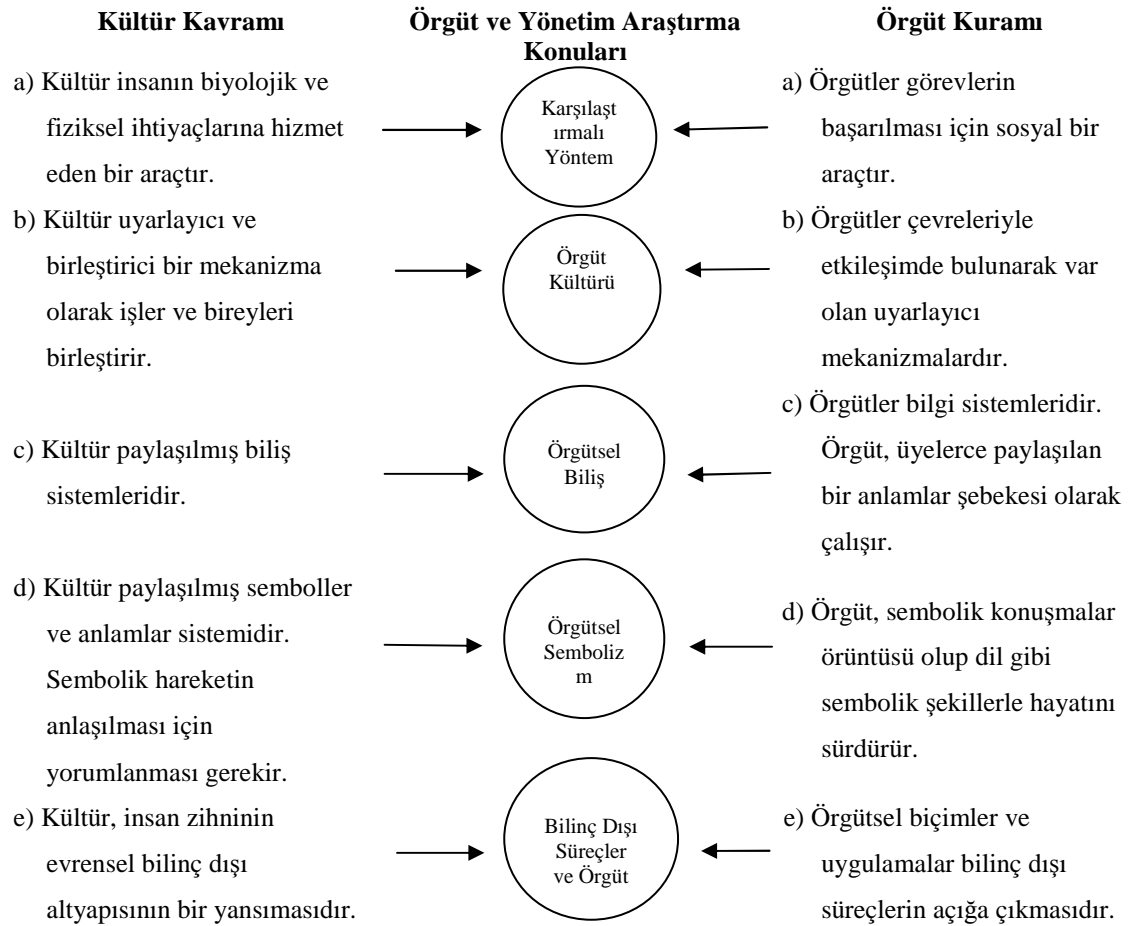 Kültür Kavramı
a) Kültür insanın biyolojik ve
fiziksel ihtiyaçlarına hizmet
eden bir araçtır.
b) Kültür uyarlayıcı ve
birleştirici bir mekanizma
olarak işler ve bireyleri
birleştirir.
c) Kültür paylaşılmış biliş
sistemleridir.
d) Kültür paylaşılmış semboller
ve anlamlar sistemidir.
Sembolik hareketin
anlaşılması için
yorumlanması gerekir.
e) Kültür, insan zihninin
evrensel bilinç dışı
altyapısının bir yansımasıdır.
Örgüt ve Yönetim Araştırma
Konuları
Karşılaşt
ırmalı
Yöntem
Örgüt
Kültürü
Örgütsel
Biliş
Örgütsel
Semboliz
m
Bilinç Dışı
Süreçler
ve Örgüt
Örgüt Kuramı
a) Örgütler görevlerin
başarılması için sosyal bir
araçtır.
b) Örgütler çevreleriyle
etkileşimde bulunarak var
olan uyarlayıcı
mekanizmalardır.
c) Örgütler bilgi sistemleridir.
Örgüt, üyelerce paylaşılan
bir anlamlar şebekesi olarak
çalışır.
d) Örgüt, sembolik konuşmalar
örüntüsü olup dil gibi
sembolik şekillerle hayatını
sürdürür.
e) Örgütsel biçimler ve
uygulamalar bilinç dışı
süreçlerin açığa çıkmasıdır.